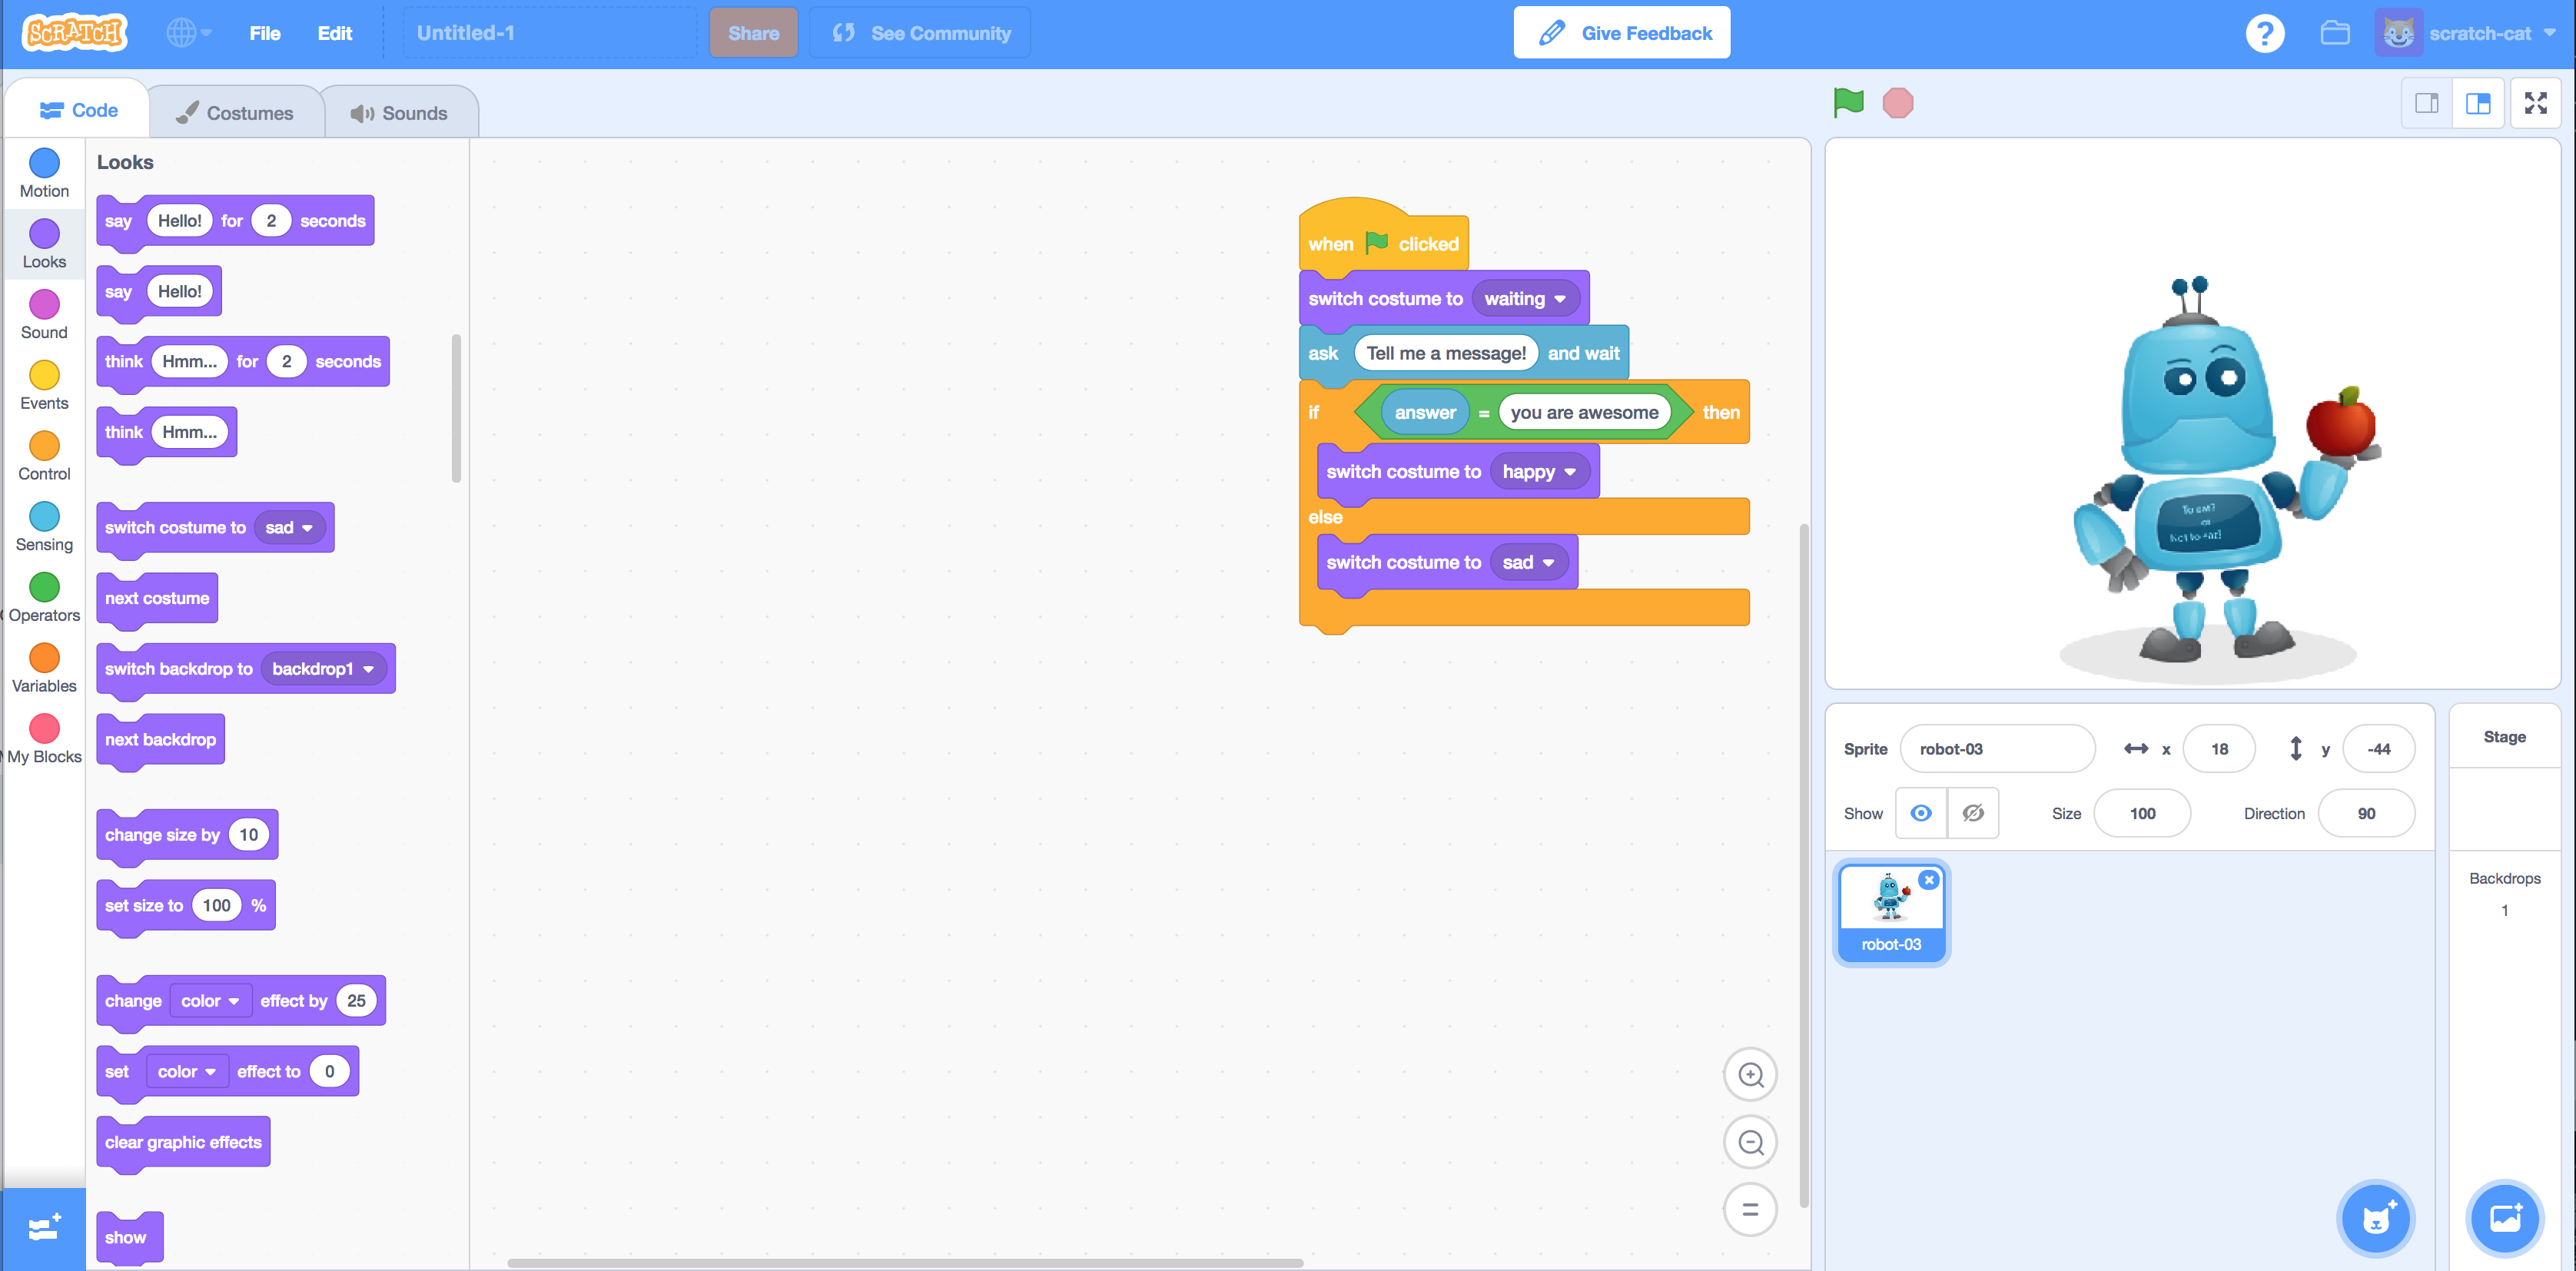 SCRATCH File Edit Untitled-1 Share See Community Give Feedback ? scratch-cat
Code Costumes Sounds
Motion
Looks
Sound
Events
Control
Sensing
Operators
Variables
My Blocks
Looks
say Hello! for 2 seconds
say Hello!
think Hmm... for 2 seconds
think Hmm...
switch costume to sad
next costume
switch backdrop to backdrop1
next backdrop
change size by 10
set size to 100 %
change color effect by 25
set color effect to 0
clear graphic effects
show
when clicked
switch costume to waiting
ask Tell me a message! and wait
if answer = you are awesome then
switch costume to happy
else
switch costume to sad
To eat?
or
Not to eat?
Sprite robot-03 x 18 y -44
Show Size 100 Direction 90
robot-03
Stage
Backdrops
1